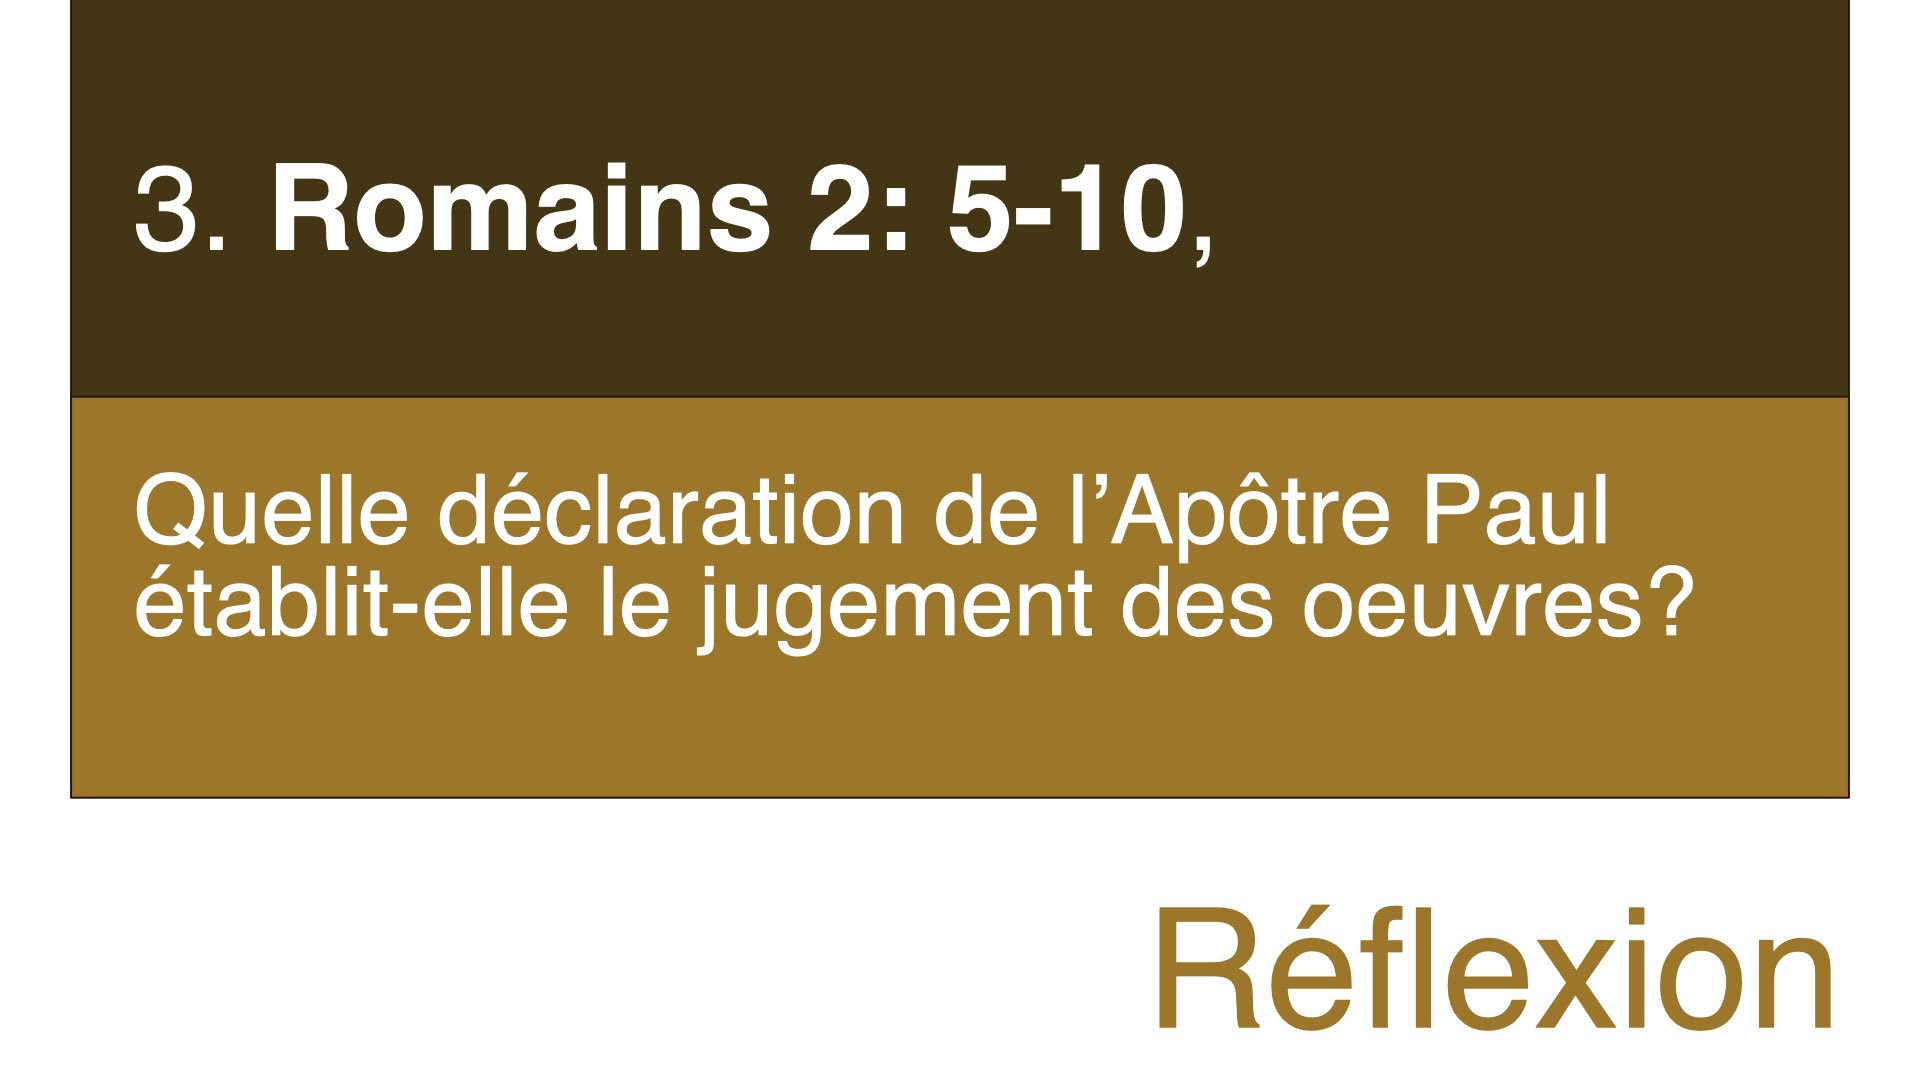 3. Romains 2: 5-10,
Quelle déclaration de l’Apôtre Paul
établit-elle le jugement des oeuvres?
Réflexion